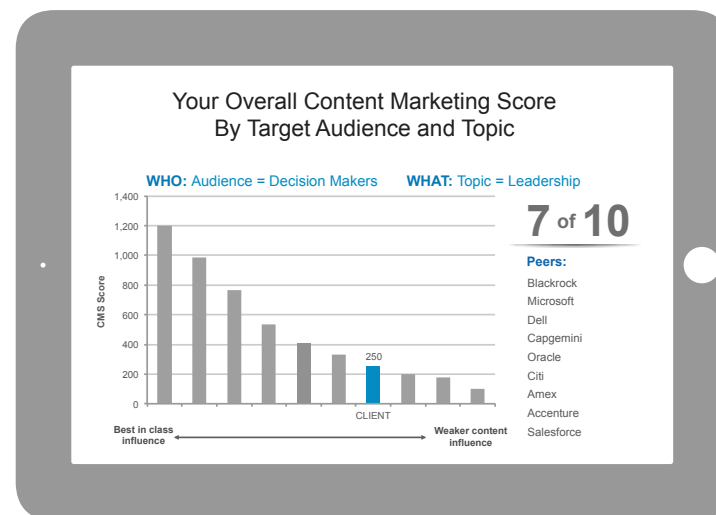 Your Overall Content Marketing Score
By Target Audience and Topic
WHO: Audience = Decision Makers
WHAT: Topic = Leadership
7 of 10
Peers:
Blackrock
Microsoft
Dell
Capgemini
Oracle
Citi
Amex
Accenture
Salesforce
CMS Score
1,400
1,200
1,000
800
600
400
200
0
250
CLIENT
Best in class
influence
Weaker content
influence